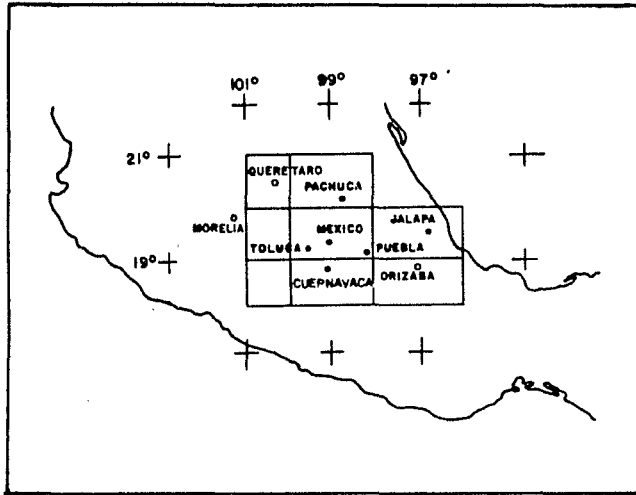 101° 99° 97°
21°
QUERETARO
PACHUCA
MORELIA
JALAPA
MEXICO
TOLUCA
PUEBLA
19°
CUERNAVACA
ORIZABA